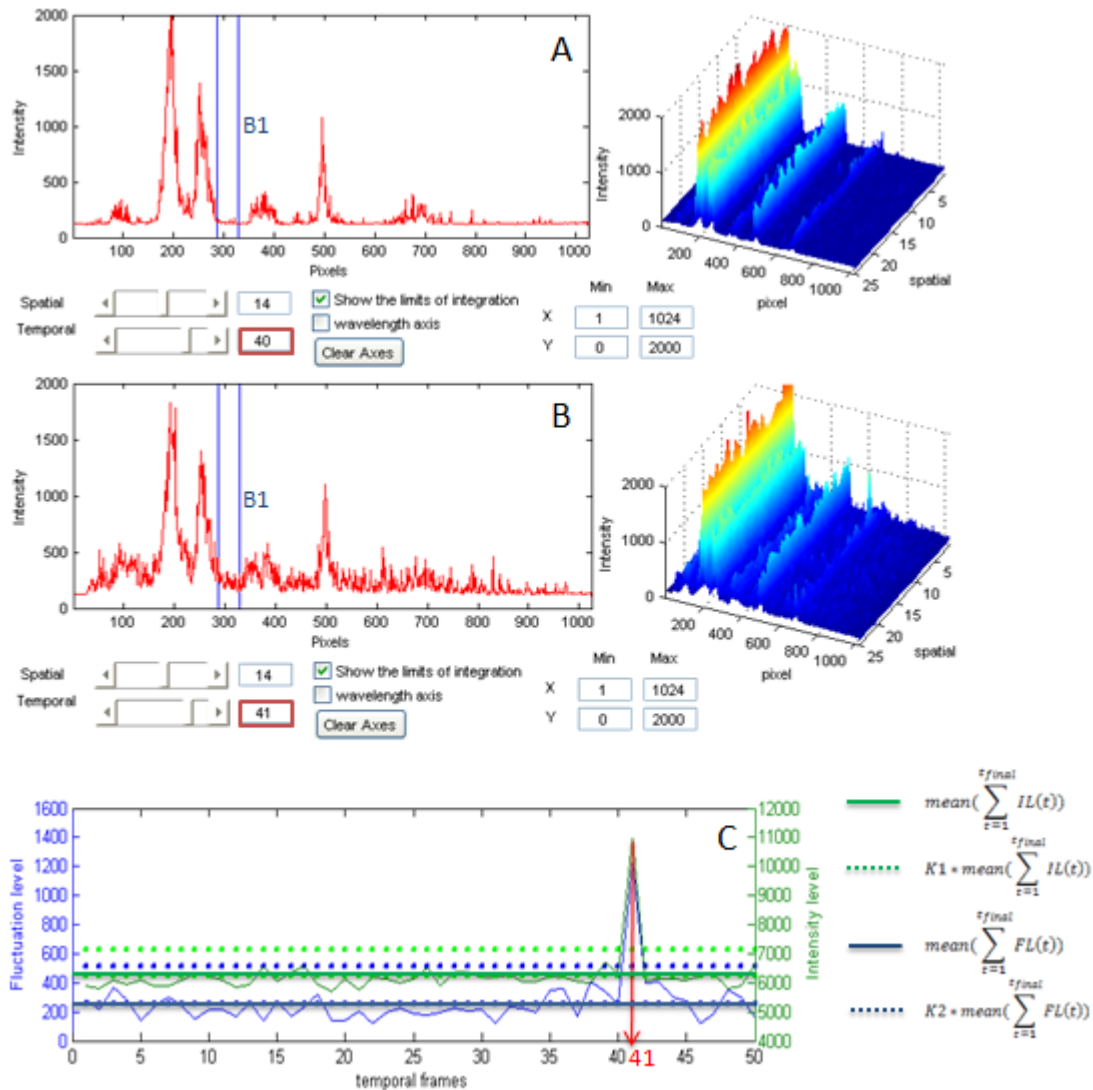 A
B1
Intensity
2000
1500
1000
500
0
100 200 300 400 500 600 700 800 900 1000
Pixels
Intensity
2000
1000
0
200
400
600
800
1000
pixel
5
10
15
20
25
spatial
Spatial
14
Temporal
40
Show the limits of integration
wavelength axis
Clear Axes
Min Max
X 1 1024
Y 0 2000
B
B1
Intensity
2000
1500
1000
500
0
100 200 300 400 500 600 700 800 900 1000
Pixels
Intensity
2000
1000
0
200
400
600
800
1000
pixel
5
10
15
20
25
spatial
Spatial
14
Temporal
41
Show the limits of integration
wavelength axis
Clear Axes
Min Max
X 1 1024
Y 0 2000
C
Fluctuation level
1600
1400
1200
1000
800
600
400
200
0
Intensity level
12000
11000
10000
9000
8000
7000
6000
5000
4000
0 5 10 15 20 25 30 35 40 41 45 50
temporal frames
mean(∑_{t=1}^{t_final} IL(t))
K1 * mean(∑_{t=1}^{t_final} IL(t))
mean(∑_{t=1}^{t_final} FL(t))
K2 * mean(∑_{t=1}^{t_final} FL(t))